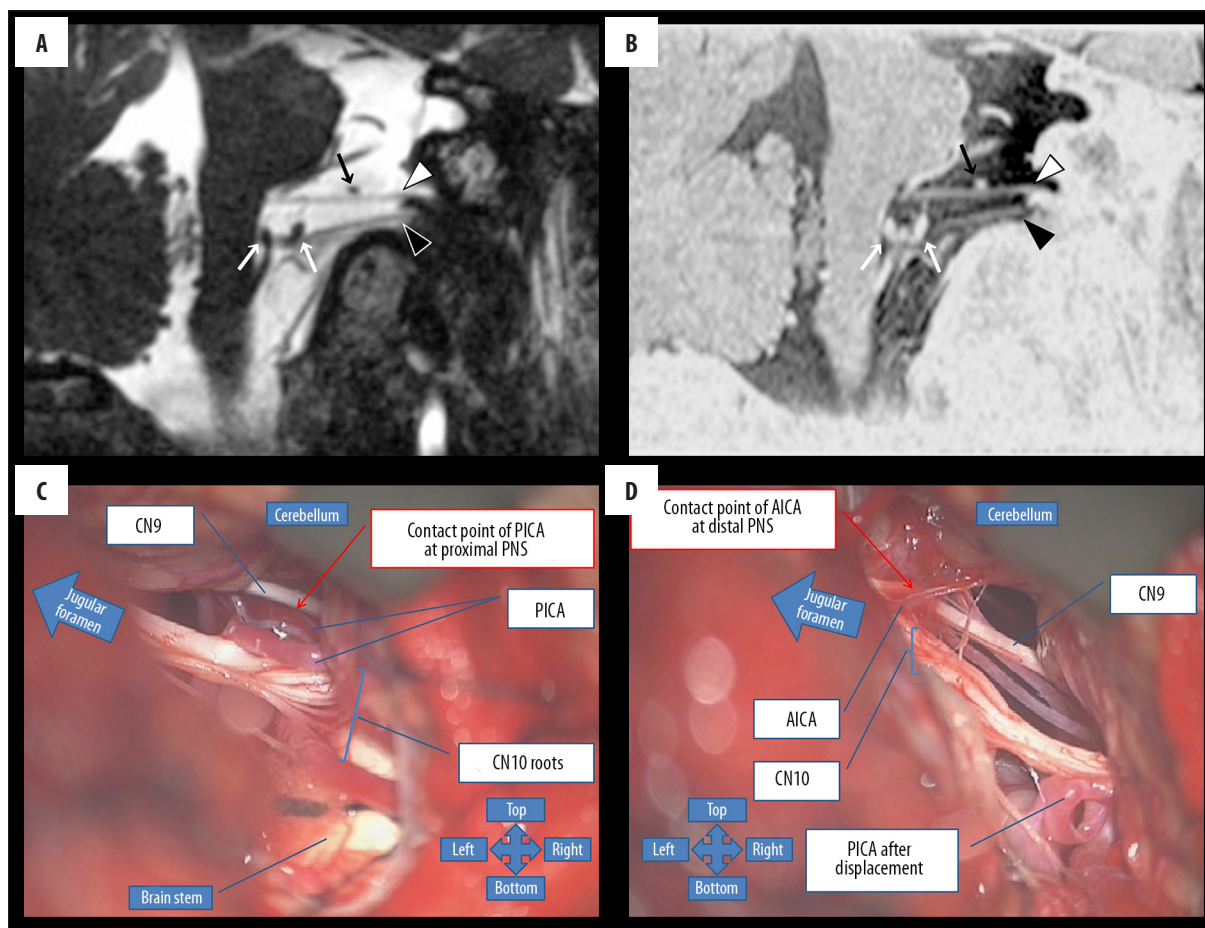 A
B
C
CN9
Cerebellum
Contact point of PICA
at proximal PNS
Jugular
foramen
PICA
CN10 roots
Top
Left
Right
Bottom
Brain stem
D
Contact point of AICA
at distal PNS
Cerebellum
Jugular
foramen
CN9
AICA
CN10
Top
Left
Right
Bottom
PICA after
displacement